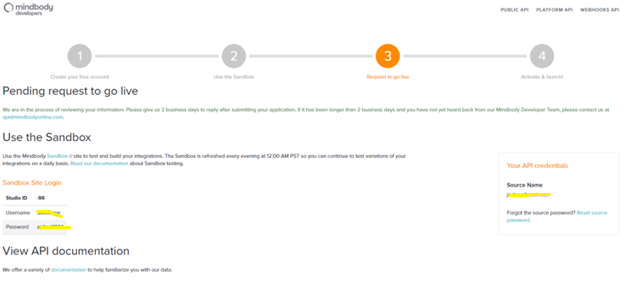 mindbody
developers
PUBLIC API PLATFORM API WEBHOOKS API
1 2 3 4
Create your free account Use the Sandbox Request to go live Activate & launch!
Pending request to go live
We are in the process of reviewing your information. Please give us 2 business days to reply after submitting your application. If it has been longer than 2 business days and you have not yet heard back from our Mindbody Developer Team, please contact us at
api@mindbodyonline.com.
Use the Sandbox
Use the Mindbody Sandbox site to test and build your integrations. The Sandbox is refreshed every evening at 12:00 AM PST so you can continue to test variations of your
integrations on a daily basis. Read our documentation about Sandbox testing.
Your API credentials
Sandbox Site Login
Source Name
Studio ID -99
Username
Forgot the source password? Reset source
password
Password
View API documentation
We offer a variety of documentation to help familiarize you with our data.